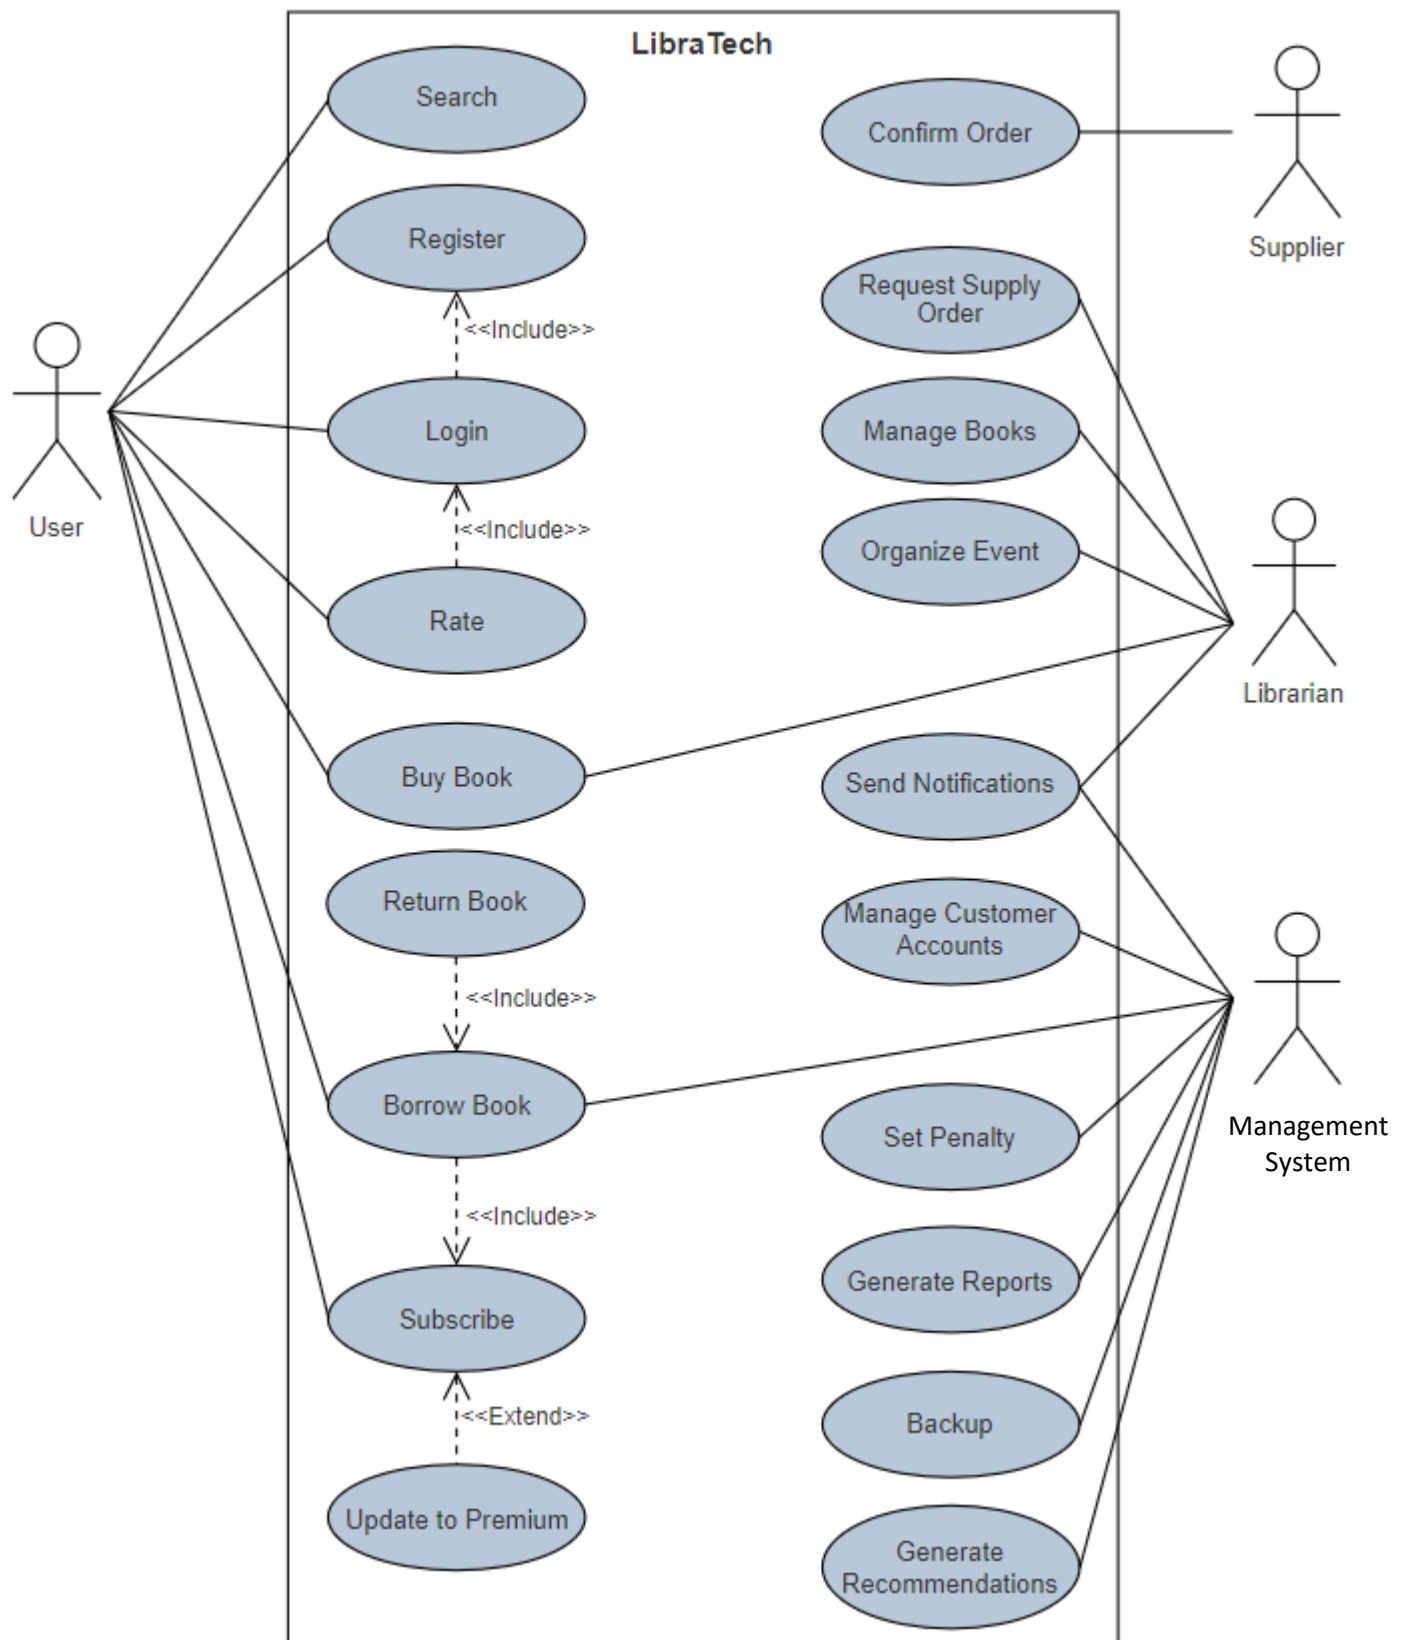 LibraTech
Search
Confirm Order
Register
Supplier
Request Supply
Order
<<Include>>
Login
Manage Books
User
<<Include>>
Organize Event
Rate
Librarian
Buy Book
Send Notifications
Return Book
Manage Customer
Accounts
<<Include>>
Borrow Book
Set Penalty
Management
System
<<Include>>
Subscribe
Generate Reports
<<Extend>>
Backup
Update to Premium
Generate
Recommendations